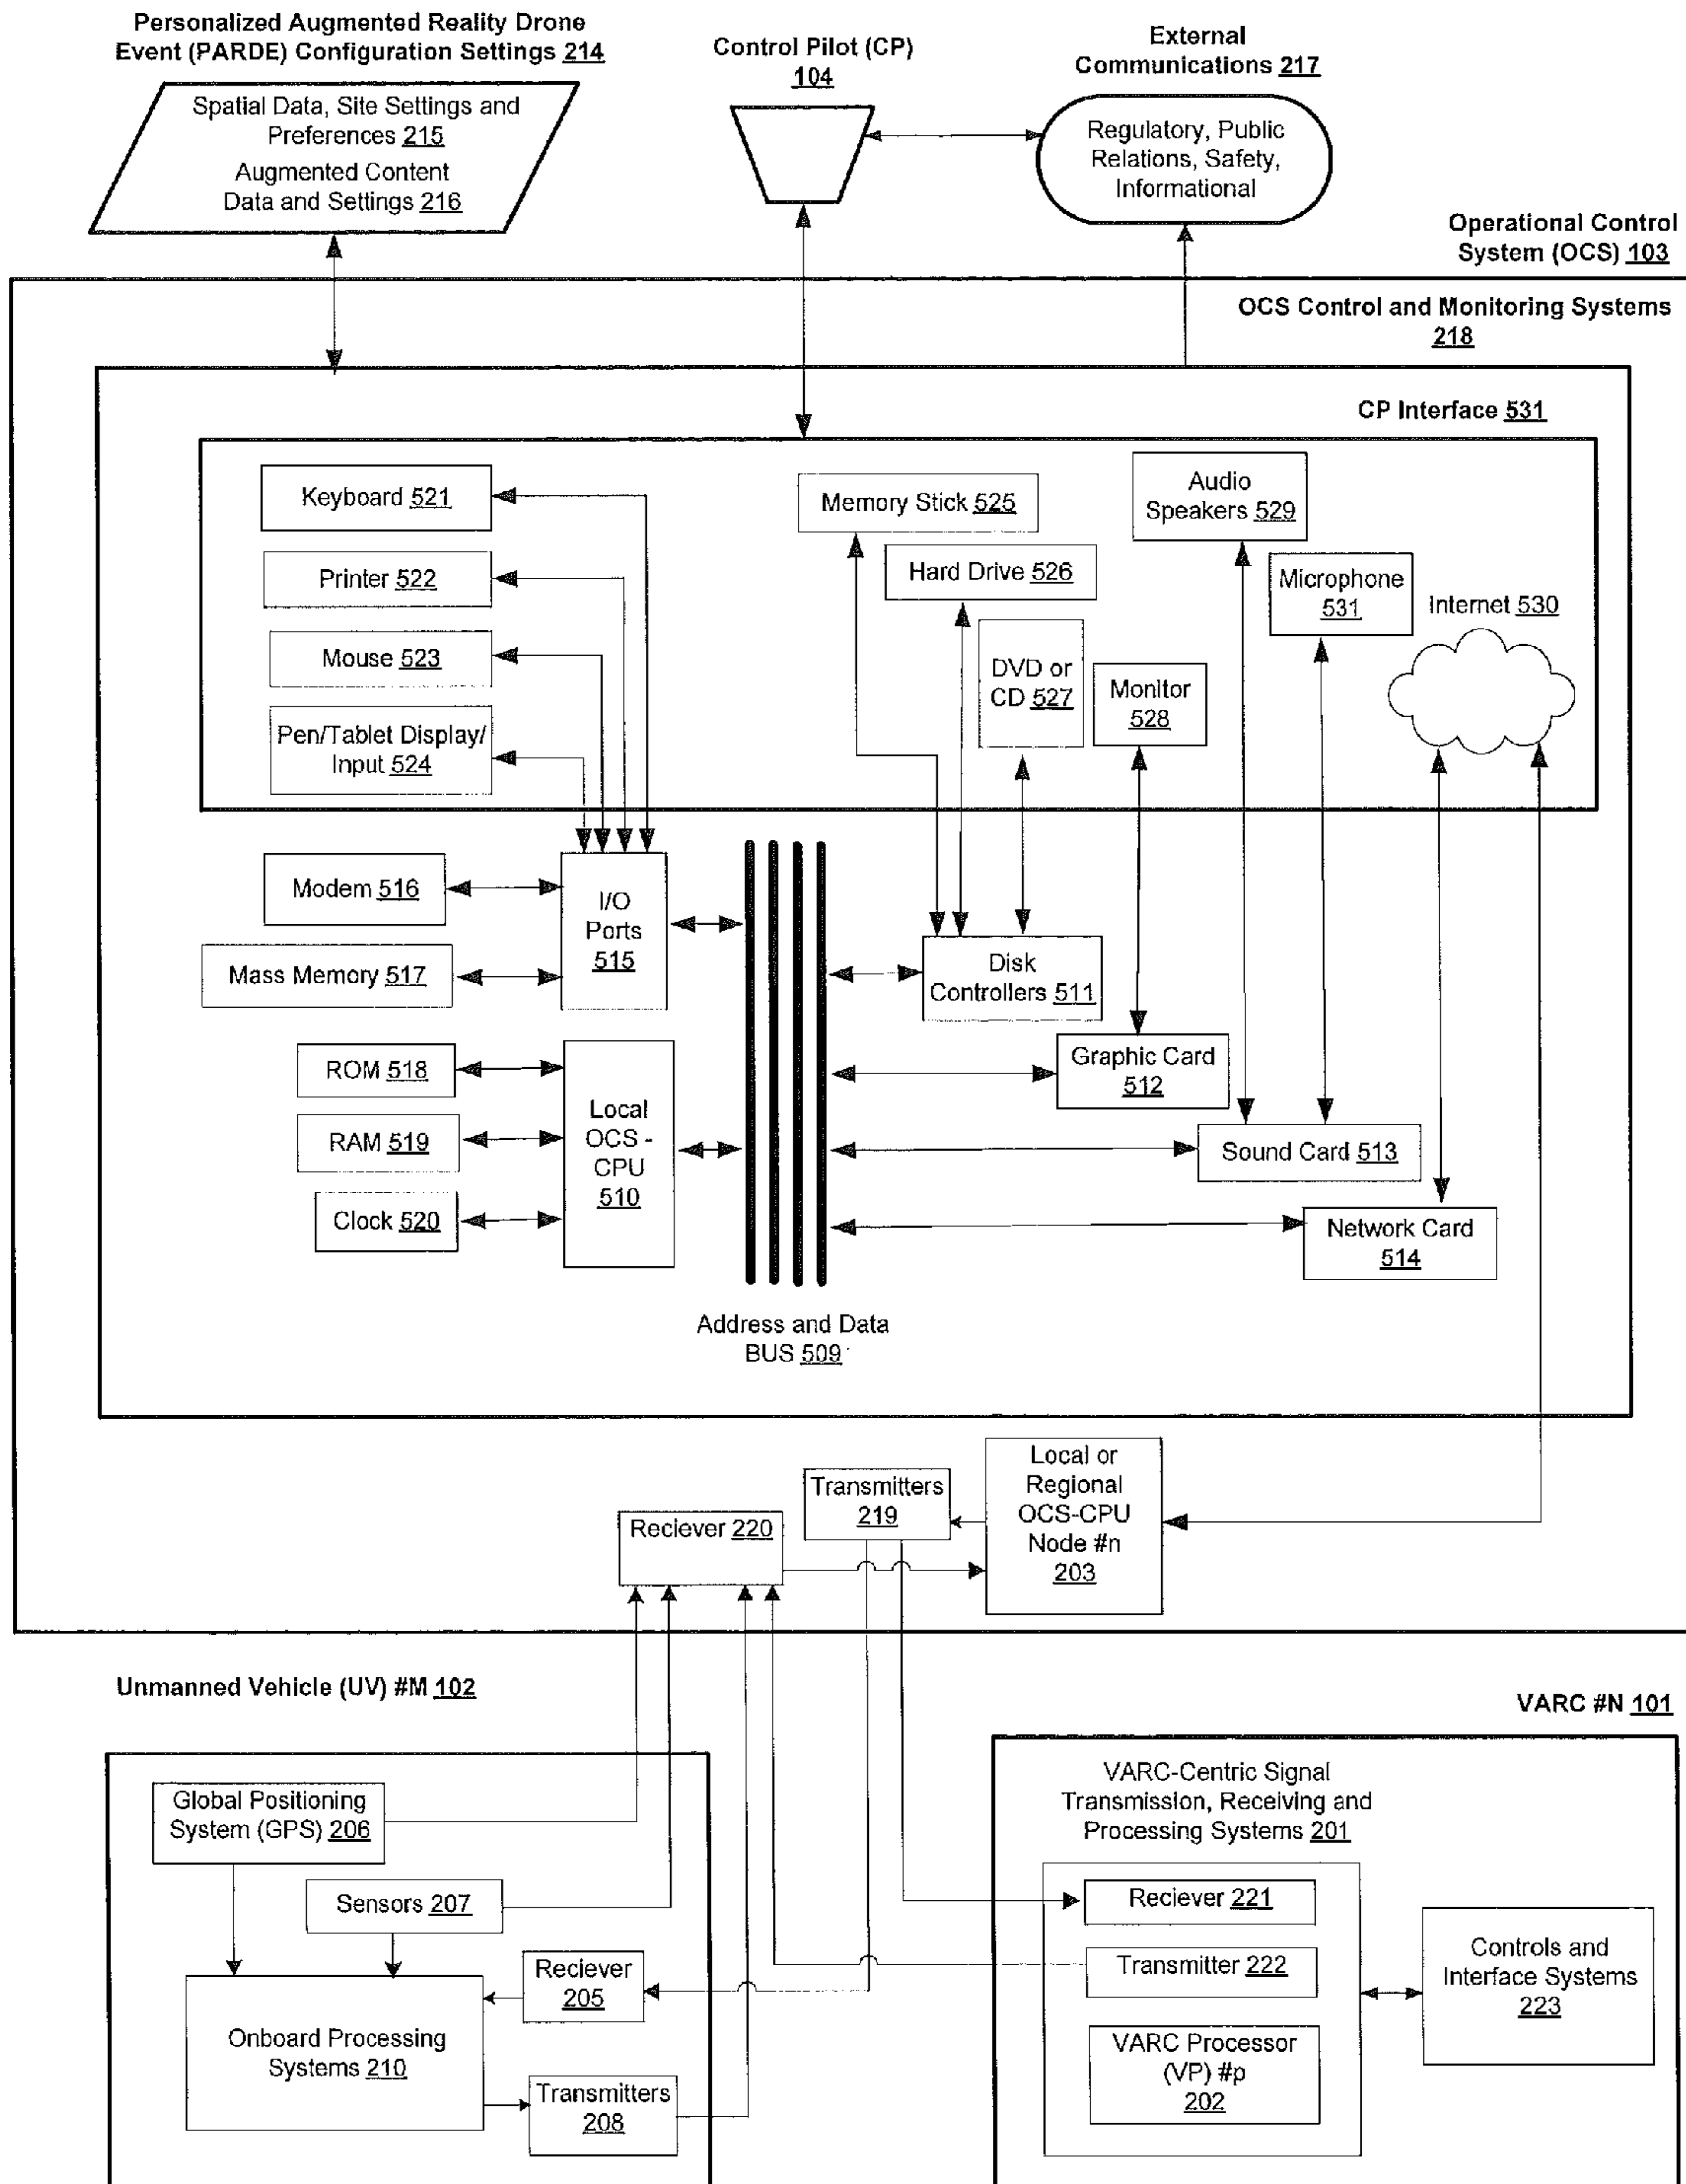 Personalized Augmented Reality Drone
Event (PARDE) Configuration Settings 214
Spatial Data, Site Settings and
Preferences 215
Augmented Content
Data and Settings 216
Control Pilot (CP)
104
External
Communications 217
Regulatory, Public
Relations, Safety,
Informational
Operational Control
System (OCS) 103
OCS Control and Monitoring Systems
218
CP Interface 531
Keyboard 521
Printer 522
Mouse 523
Pen/Tablet Display/
Input 524
Memory Stick 525
Hard Drive 526
DVD or
CD 527
Monitor
528
Audio
Speakers 529
Microphone
531
Internet 530
Modem 516
Mass Memory 517
I/O
Ports
515
ROM 518
RAM 519
Clock 520
Local
OCS -
CPU
510
Disk
Controllers 511
Graphic Card
512
Sound Card 513
Network Card
514
Address and Data
BUS 509
Transmitters
219
Reciever 220
Local or
Regional
OCS-CPU
Node #n
203
Unmanned Vehicle (UV) #M 102
Global Positioning
System (GPS) 206
Sensors 207
Reciever
205
Onboard Processing
Systems 210
Transmitters
208
VARC #N 101
VARC-Centric Signal
Transmission, Receiving and
Processing Systems 201
Reciever 221
Transmitter 222
VARC Processor
(VP) #p
202
Controls and
Interface Systems
223